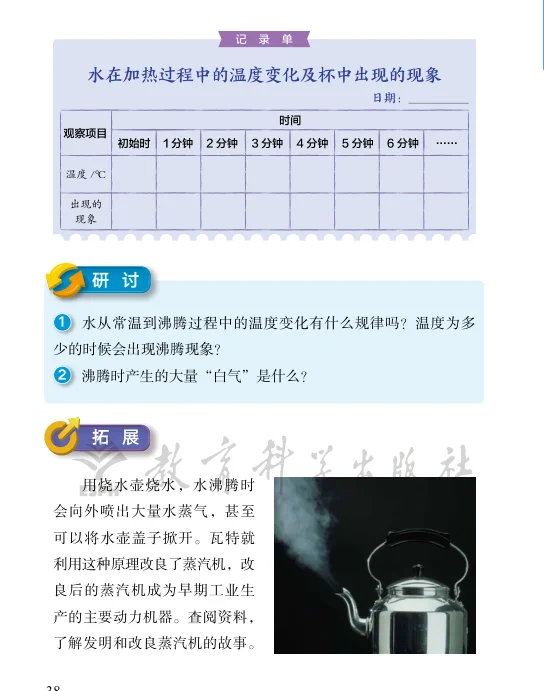 记 录 单
水在加热过程中的温度变化及杯中出现的现象
日期：
观察项目
时间
初始时 1分钟 2分钟 3分钟 4分钟 5分钟 6分钟 ……
温度 /℃
出现的
现象
研 讨
1 水从常温到沸腾过程中的温度变化有什么规律吗？温度为多
少的时候会出现沸腾现象？
2 沸腾时产生的大量“白气”是什么？
拓 展
教育科学出版社
用烧水壶烧水，水沸腾时
会向外喷出大量水蒸气，甚至
可以将水壶盖子掀开。瓦特就
利用这种原理改良了蒸汽机，改
良后的蒸汽机成为早期工业生
产的主要动力机器。查阅资料，
了解发明和改良蒸汽机的故事。
38